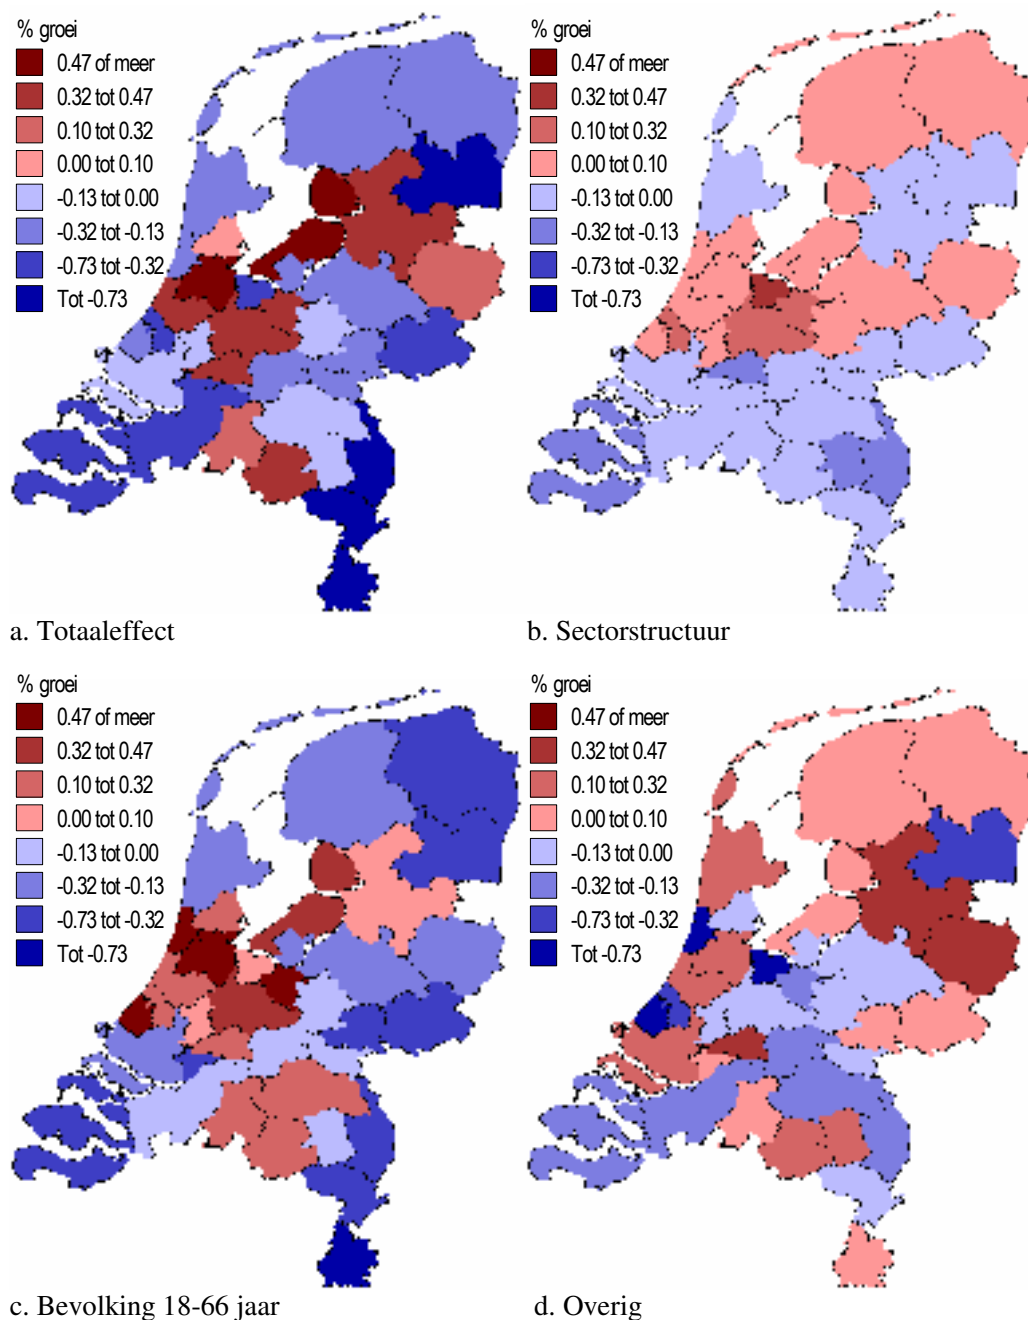 % groei
0.47 of meer
0.32 tot 0.47
0.10 tot 0.32
0.00 tot 0.10
-0.13 tot 0.00
-0.32 tot -0.13
-0.73 tot -0.32
Tot -0.73
a. Totaaleffect
% groei
0.47 of meer
0.32 tot 0.47
0.10 tot 0.32
0.00 tot 0.10
-0.13 tot 0.00
-0.32 tot -0.13
-0.73 tot -0.32
Tot -0.73
b. Sectorstructuur
% groei
0.47 of meer
0.32 tot 0.47
0.10 tot 0.32
0.00 tot 0.10
-0.13 tot 0.00
-0.32 tot -0.13
-0.73 tot -0.32
Tot -0.73
c. Bevolking 18-66 jaar
% groei
0.47 of meer
0.32 tot 0.47
0.10 tot 0.32
0.00 tot 0.10
-0.13 tot 0.00
-0.32 tot -0.13
-0.73 tot -0.32
Tot -0.73
d. Overig